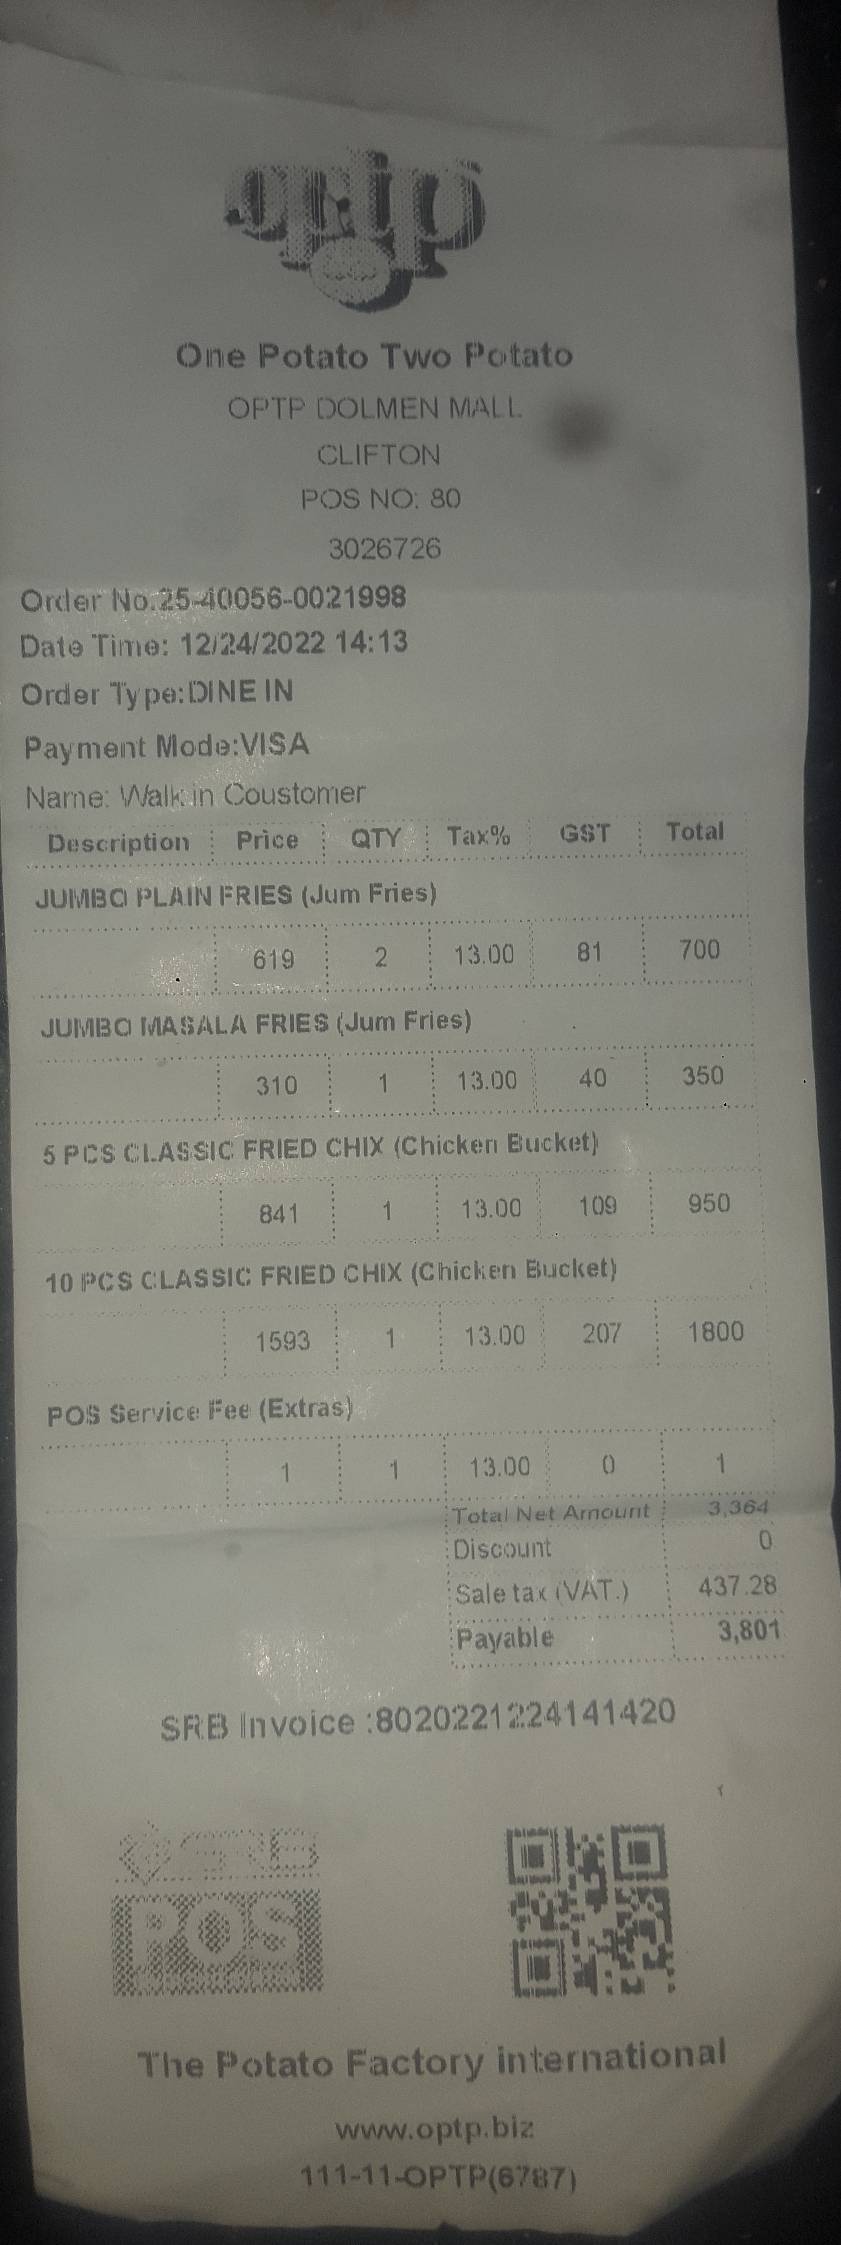 optp
One Potato Two Potato
OPTP DOLMEN MALL
CLIFTON
POS NO: 80
3026726
Order No:25-40056-0021998
Date Time: 12/24/2022 14:13
Order Type:DINE IN
Payment Mode:VISA
Name: Walk in Coustomer
Description Price QTY Tax% GST Total
JUMBO PLAIN FRIES (Jum Fries)
619 2 13.00 81 700
JUMBO MASALA FRIES (Jum Fries)
310 1 13.00 40 350
5 PCS CLASSIC FRIED CHIX (Chicken Bucket)
841 1 13.00 109 950
10 PCS CLASSIC FRIED CHIX (Chicken Bucket)
1593 1 13.00 207 1800
POS Service Fee (Extras)
1 1 13.00 0 1
Total Net Amount 3,364
Discount 0
Sale tax (VAT.) 437.28
Payable 3,801
SRB Invoice :8020221224141420
SRB
POS
The Potato Factory international
www.optp.biz
111-11-OPTP(6787)